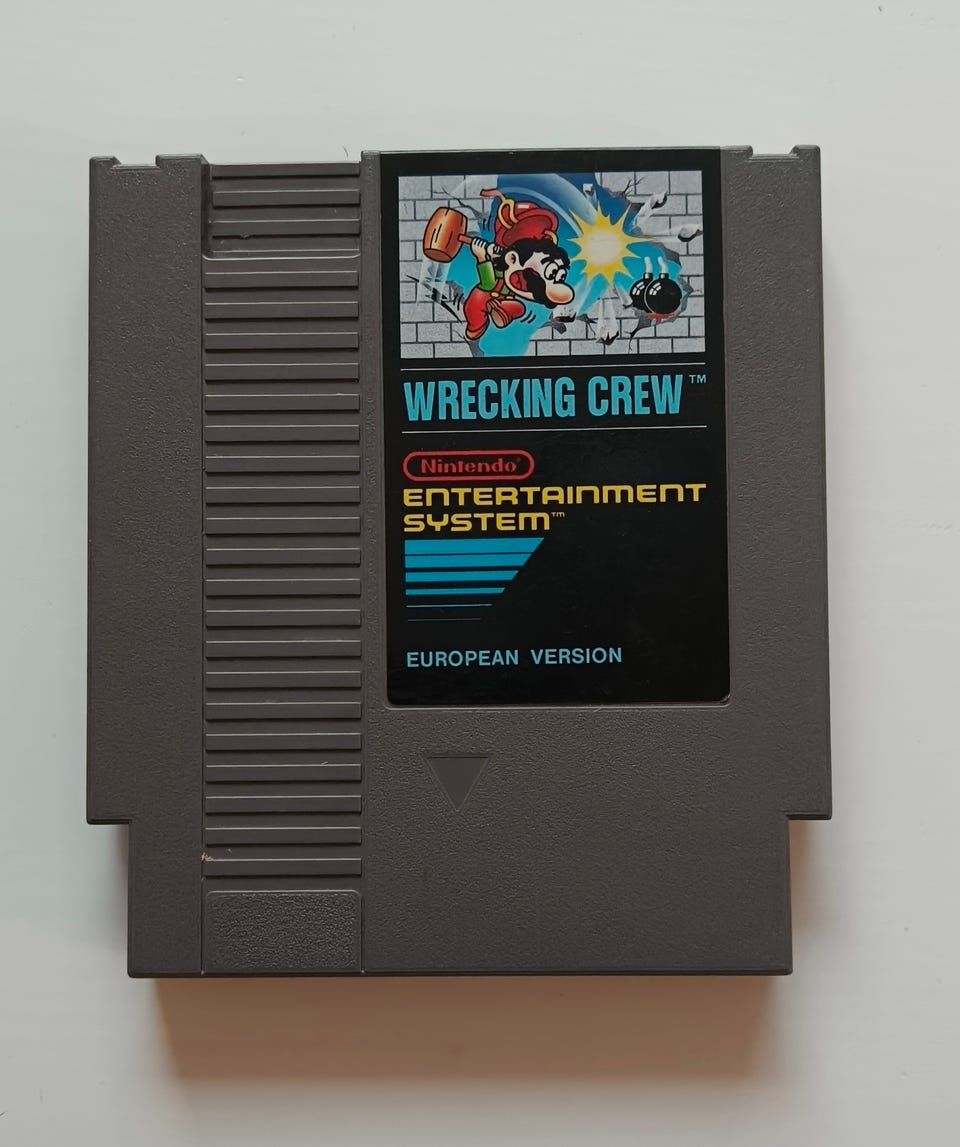 WRECKING CREW™
Nintendo®
ENTERTAINMENT
SYSTEM™
EUROPEAN VERSION